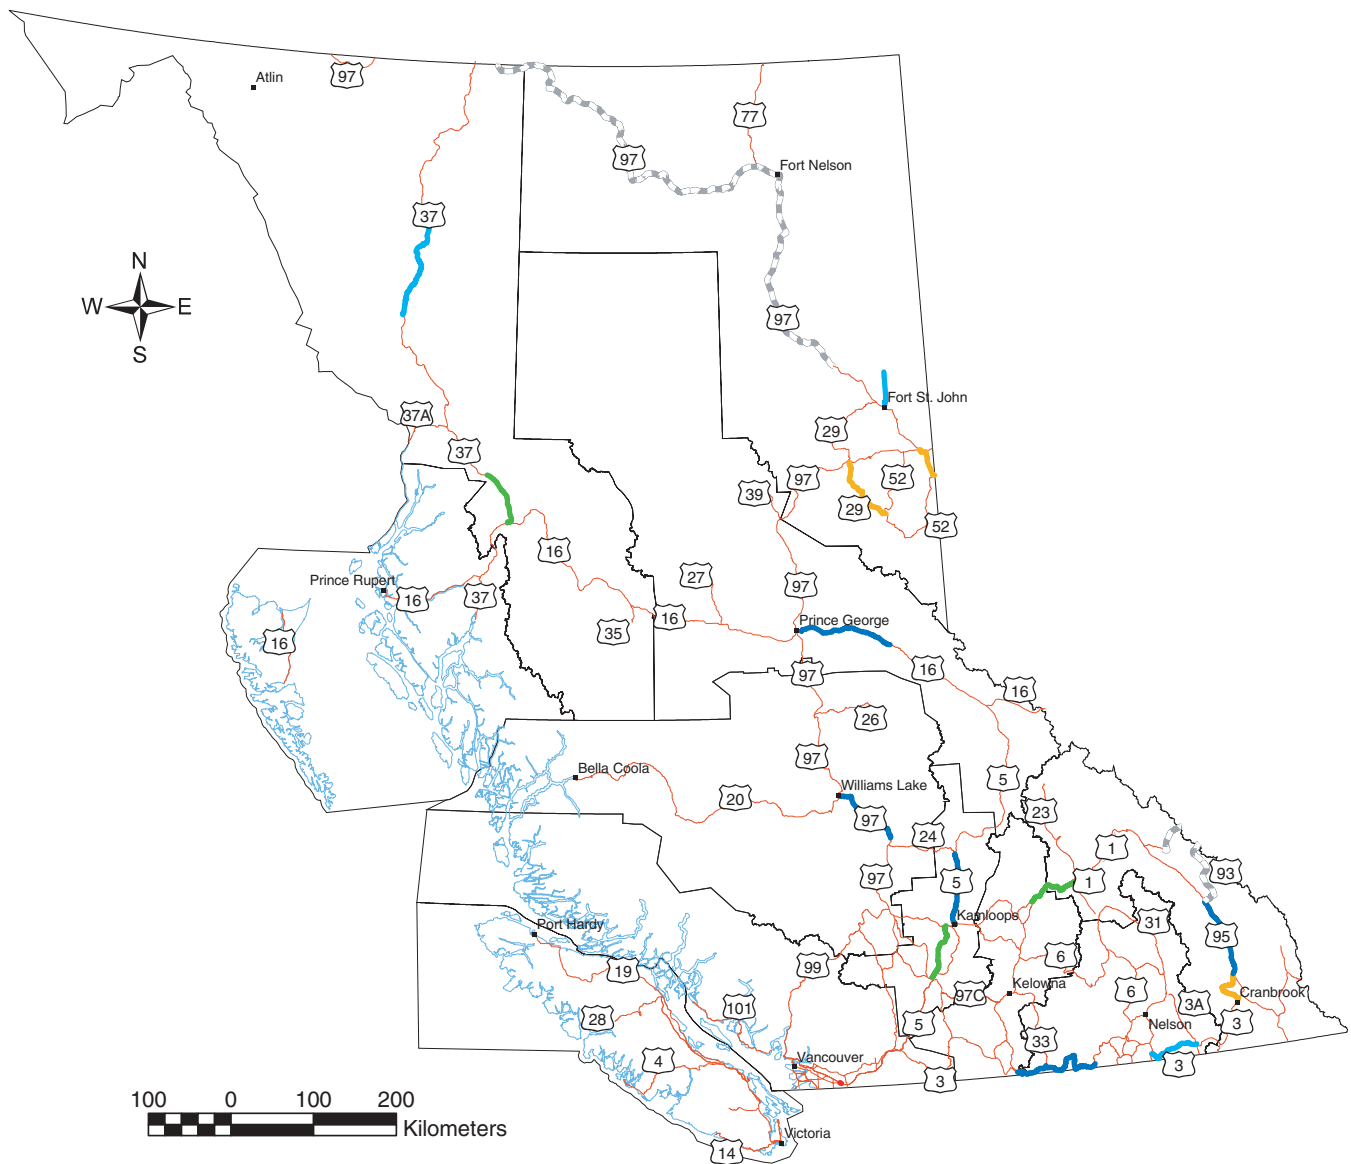 Atlin
97
77
97
Fort Nelson
37
N
W E
S
97
Fort St. John
37A
29
37
97
52
39
29
52
16
27
97
Prince Rupert
16
37
16
Prince George
35
16
97
16
16
26
97
Bella Coola
5
Williams Lake
20
23
97
24
1
93
97
5
1
Kamloops
31
Port Hardy
95
99
6
19
Kelowna
97C
6
3A
Cranbrook
101
28
5
Nelson
3
33
Vancouver
4
3
3
100 0 100 200
Kilometers
Victoria
14